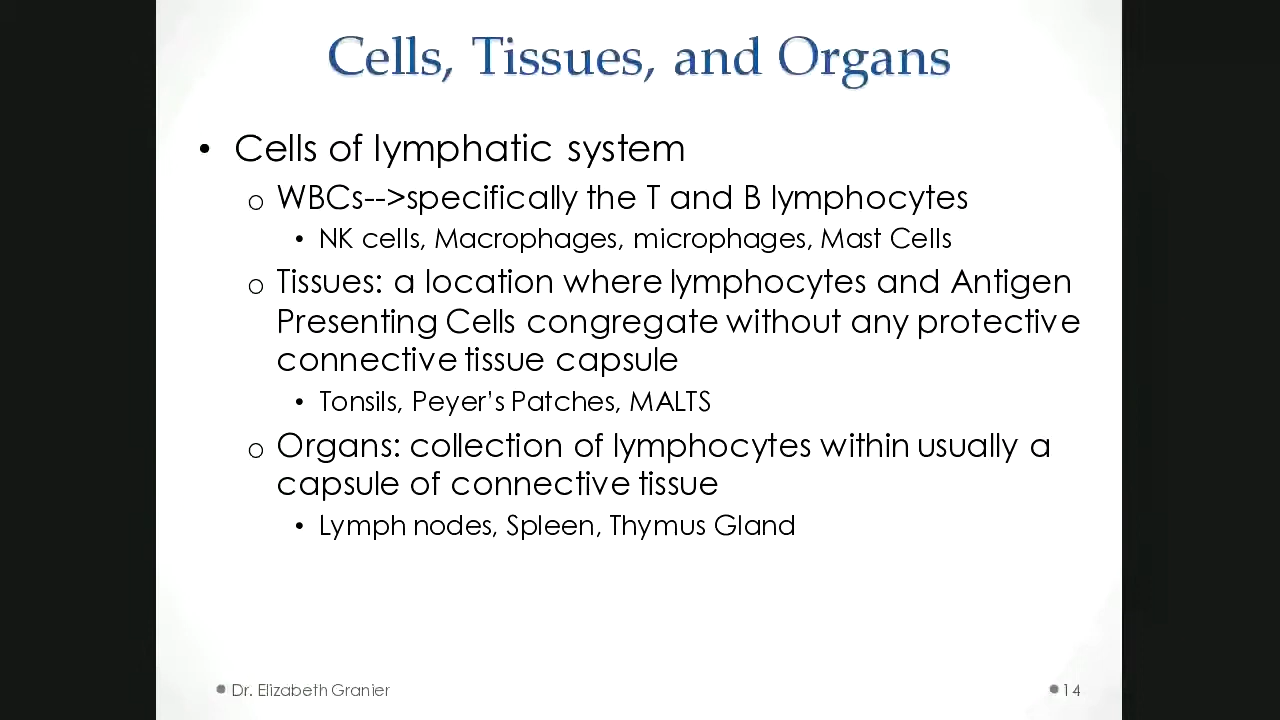 Cells, Tissues, and Organs
• Cells of lymphatic system
o WBCs-->specifically the T and B lymphocytes
• NK cells, Macrophages, microphages, Mast Cells
o Tissues: a location where lymphocytes and Antigen
Presenting Cells congregate without any protective
connective tissue capsule
• Tonsils, Peyer's Patches, MALTS
o Organs: collection of lymphocytes within usually a
capsule of connective tissue
• Lymph nodes, Spleen, Thymus Gland
• Dr. Elizabeth Granier
• 14